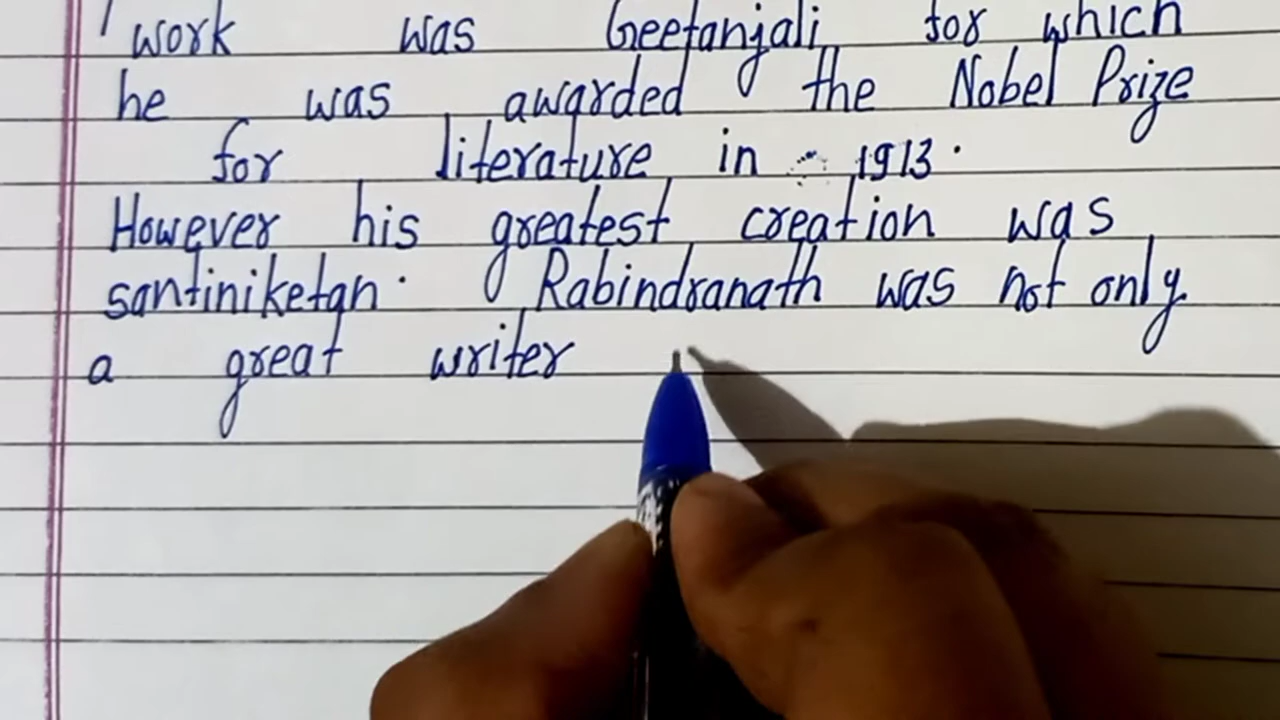 work was Geetanjali for which
he was awarded the Nobel Prize
for literature in 1913.
However his greatest creation was
santiniketan. Rabindranath was not only
a great writer